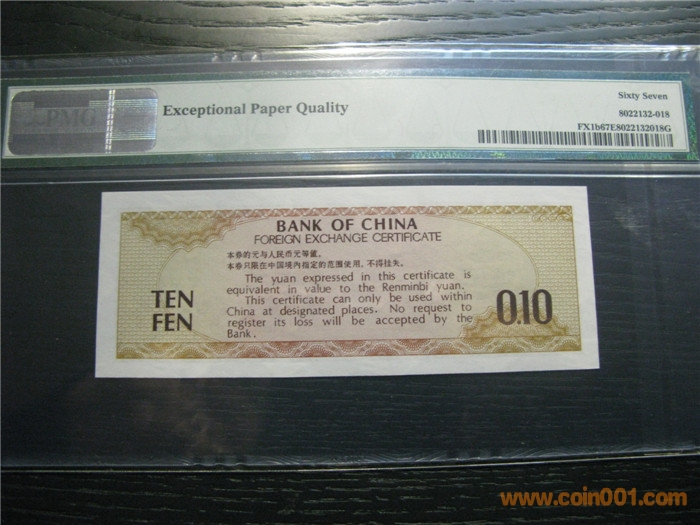 PMG
Exceptional Paper Quality
Sixty Seven
8022132-018
FX1b67E8022132018G
BANK OF CHINA
FOREIGN EXCHANGE CERTIFICATE
本券的元与人民币元等值。
本券只限在中国境内指定的范围使用，不得挂失。
The yuan expressed in this certificate is
equivalent in value to the Renminbi yuan.
This certificate can only be used within
China at designated places. No request to
register its loss will be accepted by the
Bank.
TEN
FEN
0.10
www.coin001.com